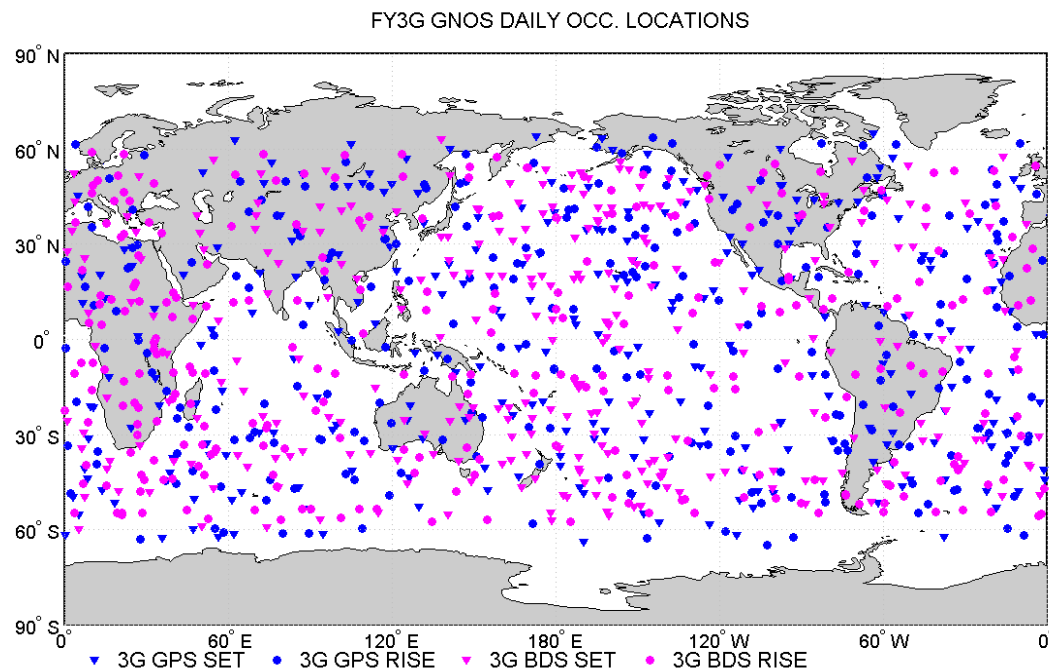 FY3G GNOS DAILY OCC. LOCATIONS
90° N
60° N
30° N
0°
30° S
60° S
90° S
0° 60° E 120° E 180° E 120° W 60° W 0
3G GPS SET 3G GPS RISE 3G BDS SET 3G BDS RISE